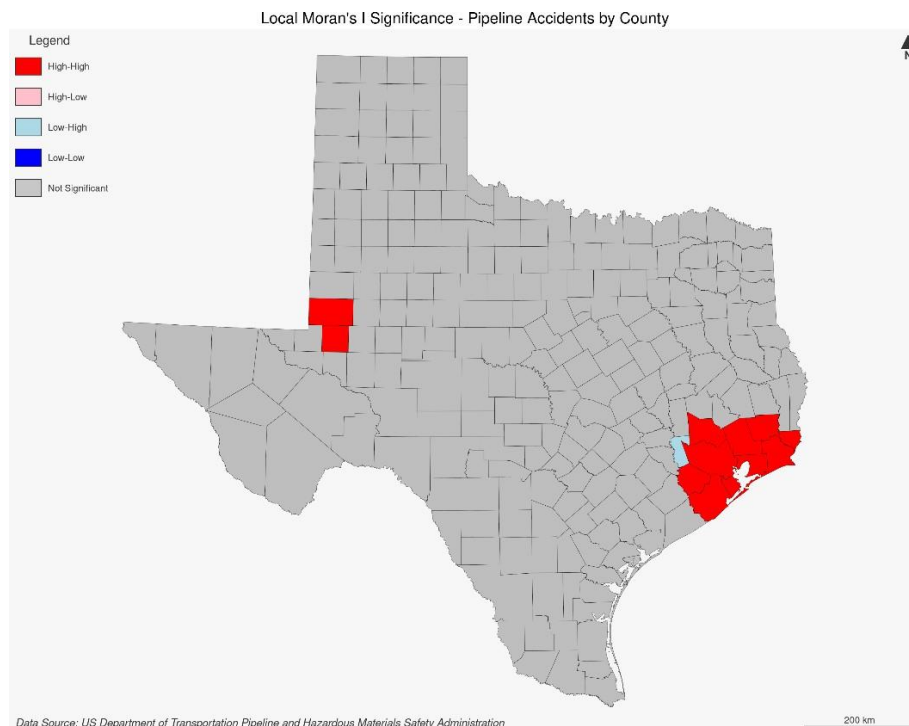 Local Moran's I Significance - Pipeline Accidents by County
Legend
N
High-High
High-Low
Low-High
Low-Low
Not Significant
Data Source: US Department of Transportation Pipeline and Hazardous Materials Safety Administration
200 km